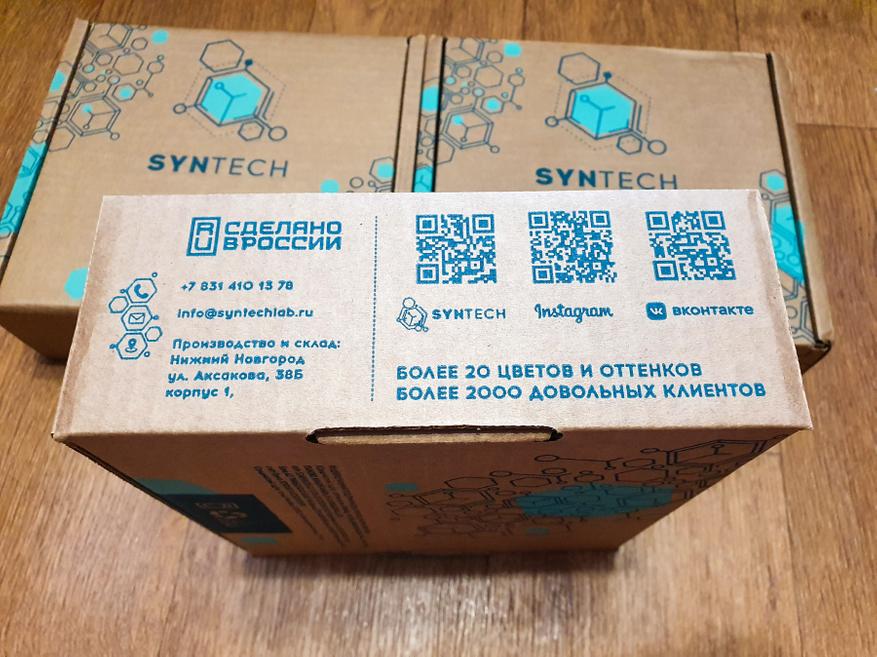 SYNTECH
SYNTECH
RU
СДЕЛАНО
В РОССИИ
+7 831 410 13 78
info@syntechlab.ru
Производство и склад:
Нижний Новгород
ул. Аксакова, 38Б
корпус 1,
SYNTECH
Instagram
вконтакте
БОЛЕЕ 20 ЦВЕТОВ И ОТТЕНКОВ
БОЛЕЕ 2000 ДОВОЛЬНЫХ КЛИЕНТОВ